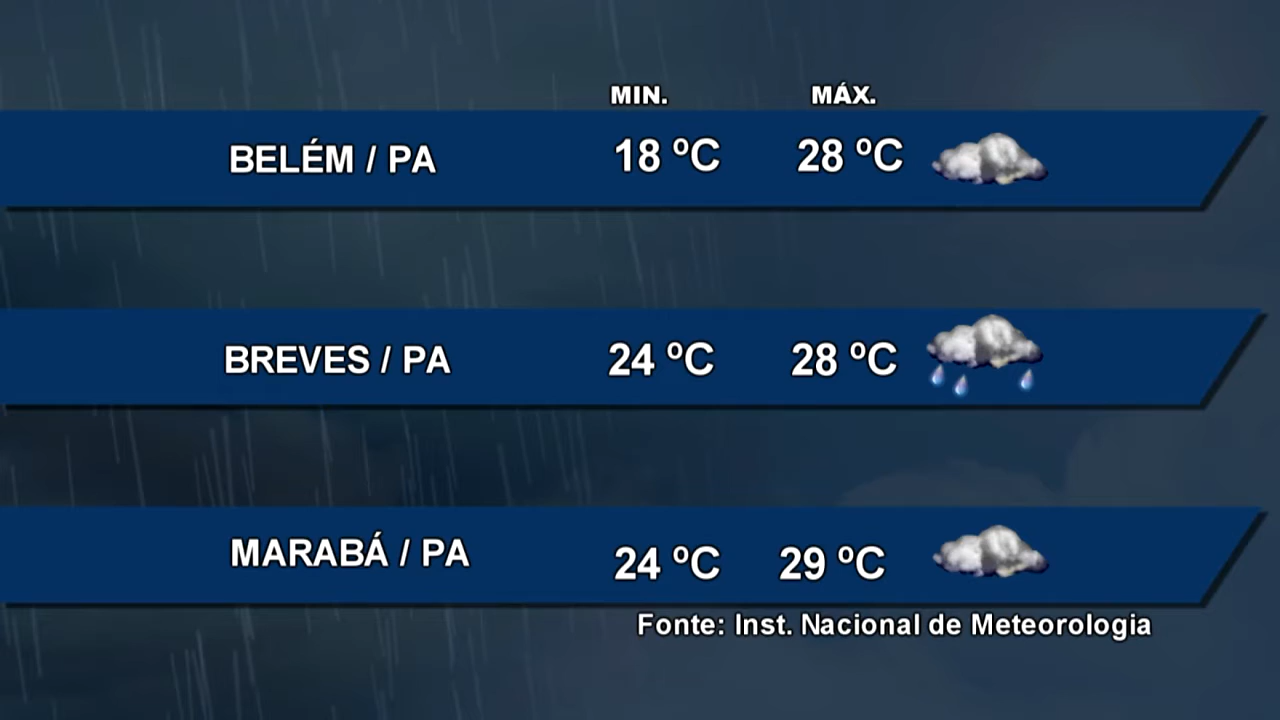 MIN. MÁX.
BELÉM / PA 18 ºC 28 ºC
BREVES / PA 24 ºC 28 ºC
MARABÁ / PA 24 ºC 29 ºC
Fonte: Inst. Nacional de Meteorologia